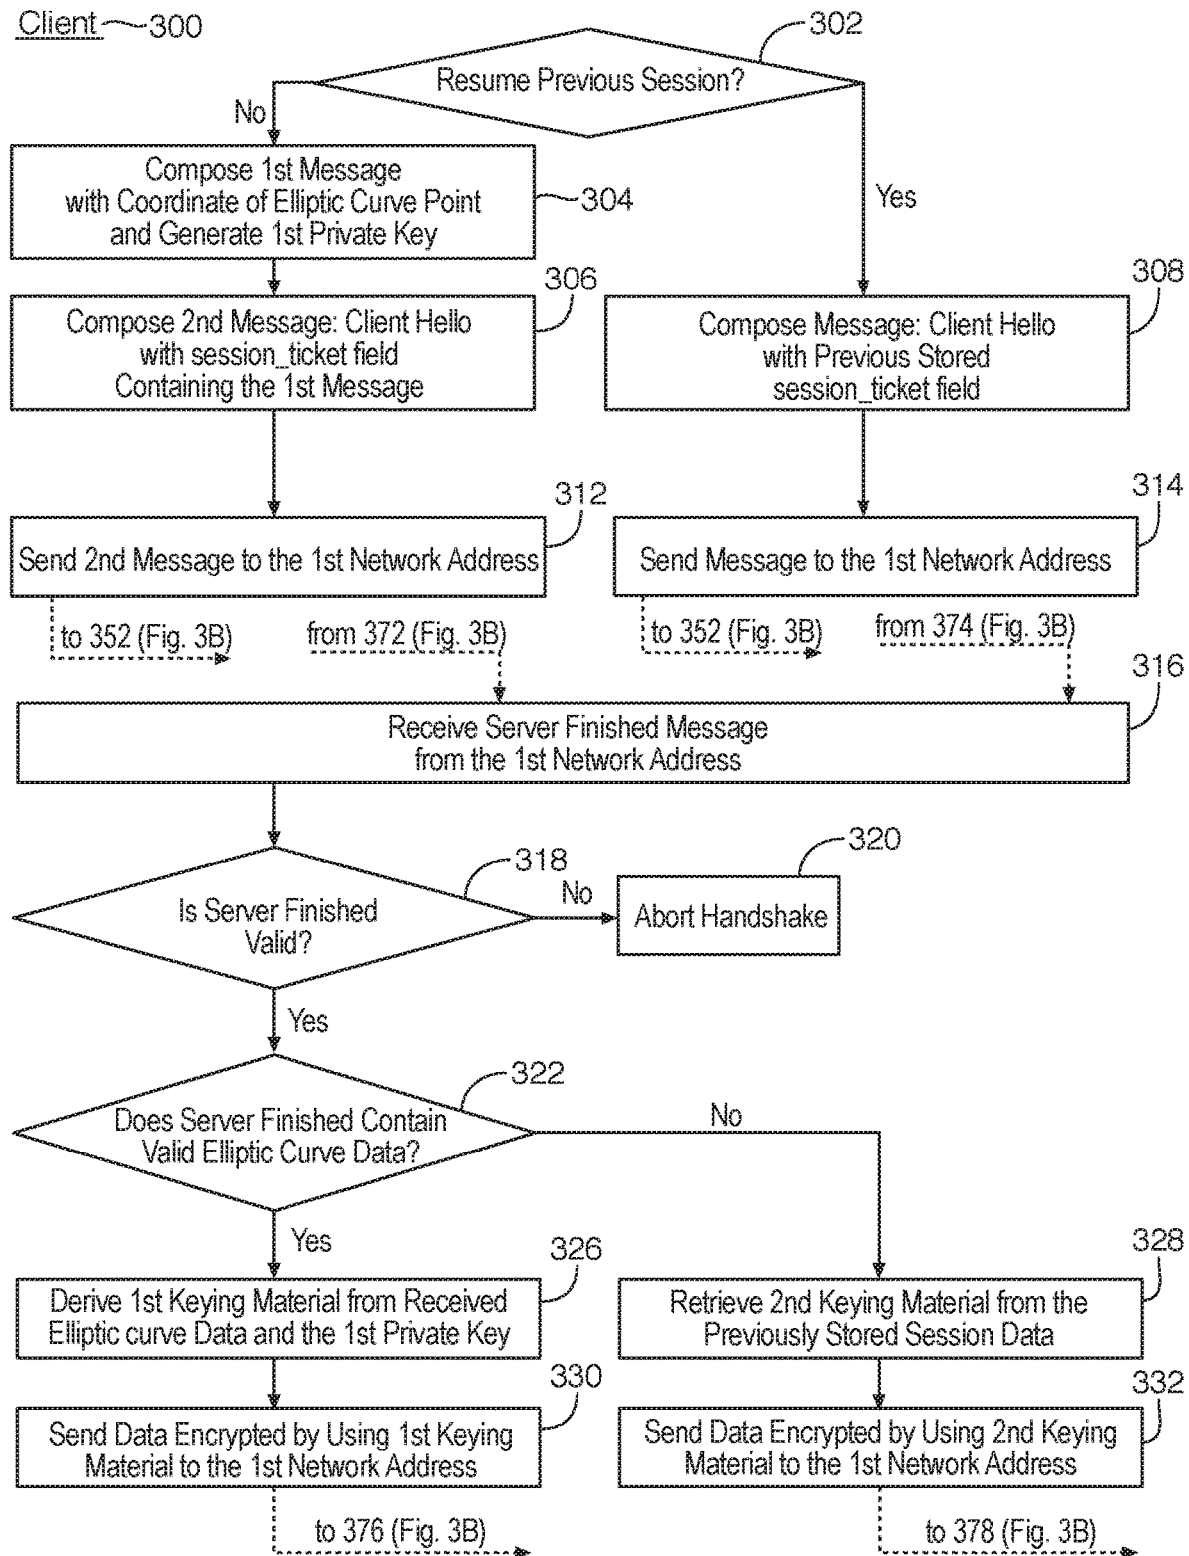 Client 300
302
Resume Previous Session?
No
Yes
Compose 1st Message
with Coordinate of Elliptic Curve Point
and Generate 1st Private Key
304
306
Compose 2nd Message: Client Hello
with session_ticket field
Containing the 1st Message
308
Compose Message: Client Hello
with Previous Stored
session_ticket field
312
Send 2nd Message to the 1st Network Address
314
Send Message to the 1st Network Address
to 352 (Fig. 3B)
from 372 (Fig. 3B)
to 352 (Fig. 3B)
from 374 (Fig. 3B)
316
Receive Server Finished Message
from the 1st Network Address
318
Is Server Finished
Valid?
No
320
Abort Handshake
Yes
322
Does Server Finished Contain
Valid Elliptic Curve Data?
No
Yes
326
Derive 1st Keying Material from Received
Elliptic curve Data and the 1st Private Key
328
Retrieve 2nd Keying Material from the
Previously Stored Session Data
330
Send Data Encrypted by Using 1st Keying
Material to the 1st Network Address
332
Send Data Encrypted by Using 2nd Keying
Material to the 1st Network Address
to 376 (Fig. 3B)
to 378 (Fig. 3B)